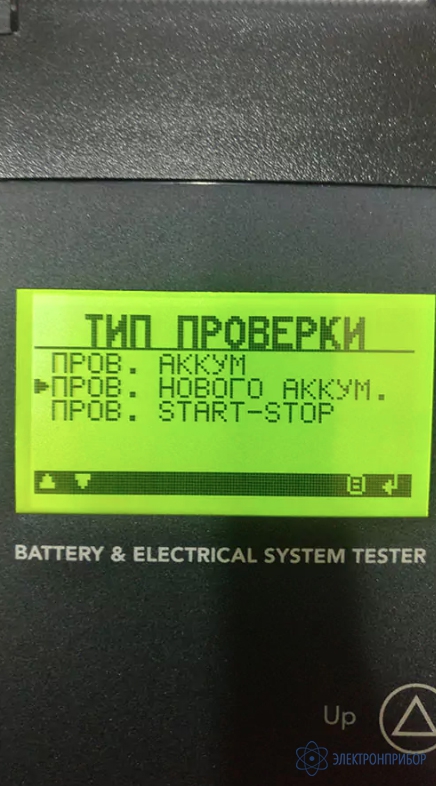 ТИП ПРОВЕРКИ
ПРОВ. АККУМ
ПРОВ. НОВОГО АККУМ.
ПРОВ. START-STOP
B
BATTERY & ELECTRICAL SYSTEM TESTER
Up
ЭЛЕКТРОНПРИБОР